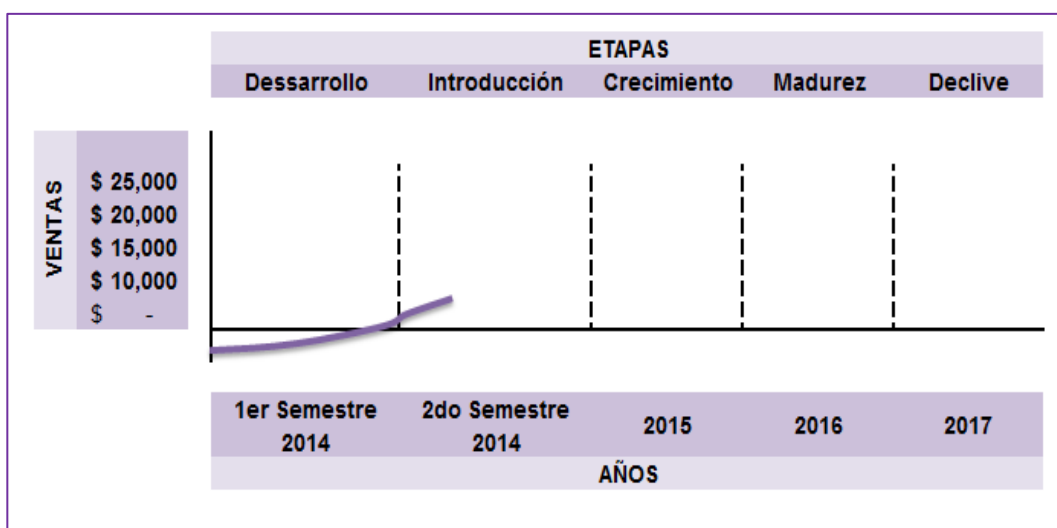 ETAPAS
Dessarrollo Introducción Crecimiento Madurez Declive
VENTAS
$ 25,000
$ 20,000
$ 15,000
$ 10,000
$ -
1er Semestre 2014 2do Semestre 2014 2015 2016 2017
AÑOS